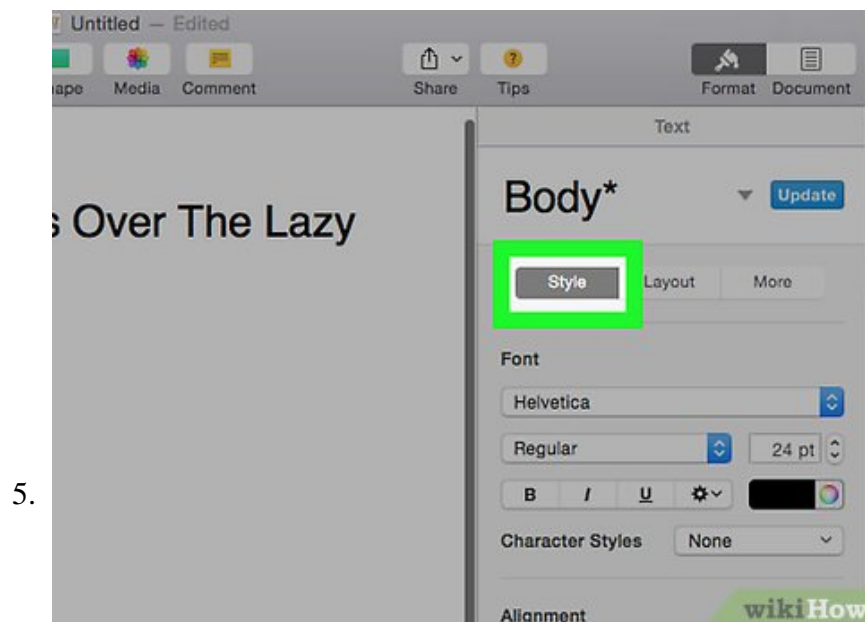 Untitled — Edited
ape Media Comment Share Tips Format Document
Text
Body* Update
s Over The Lazy
Style Layout More
Font
Helvetica
Regular 24 pt
5.
B I U
Character Styles None
Alignment
wikiHow